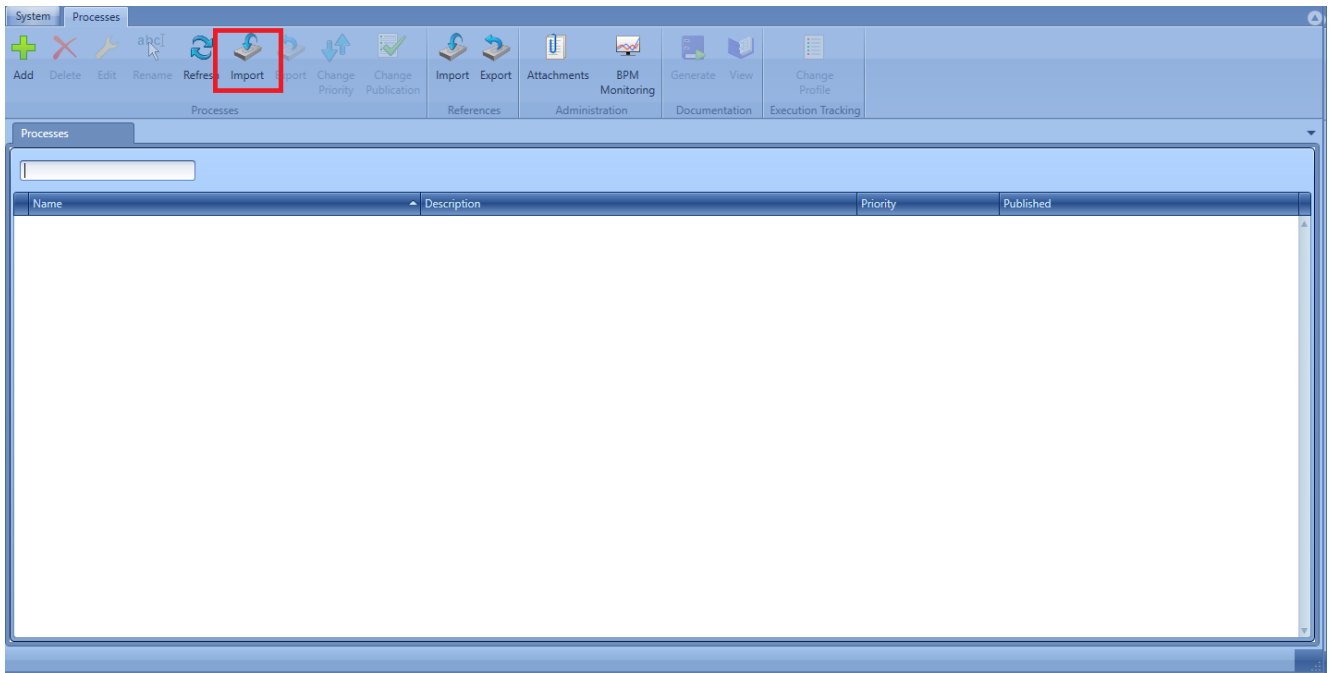 System Processes
Add Delete Edit Rename Refresh Import Export Change Priority Change Publication Import Export Attachments BPM Monitoring Generate View Change Profile
Processes References Administration Documentation Execution Tracking
Processes
Name Description Priority Published